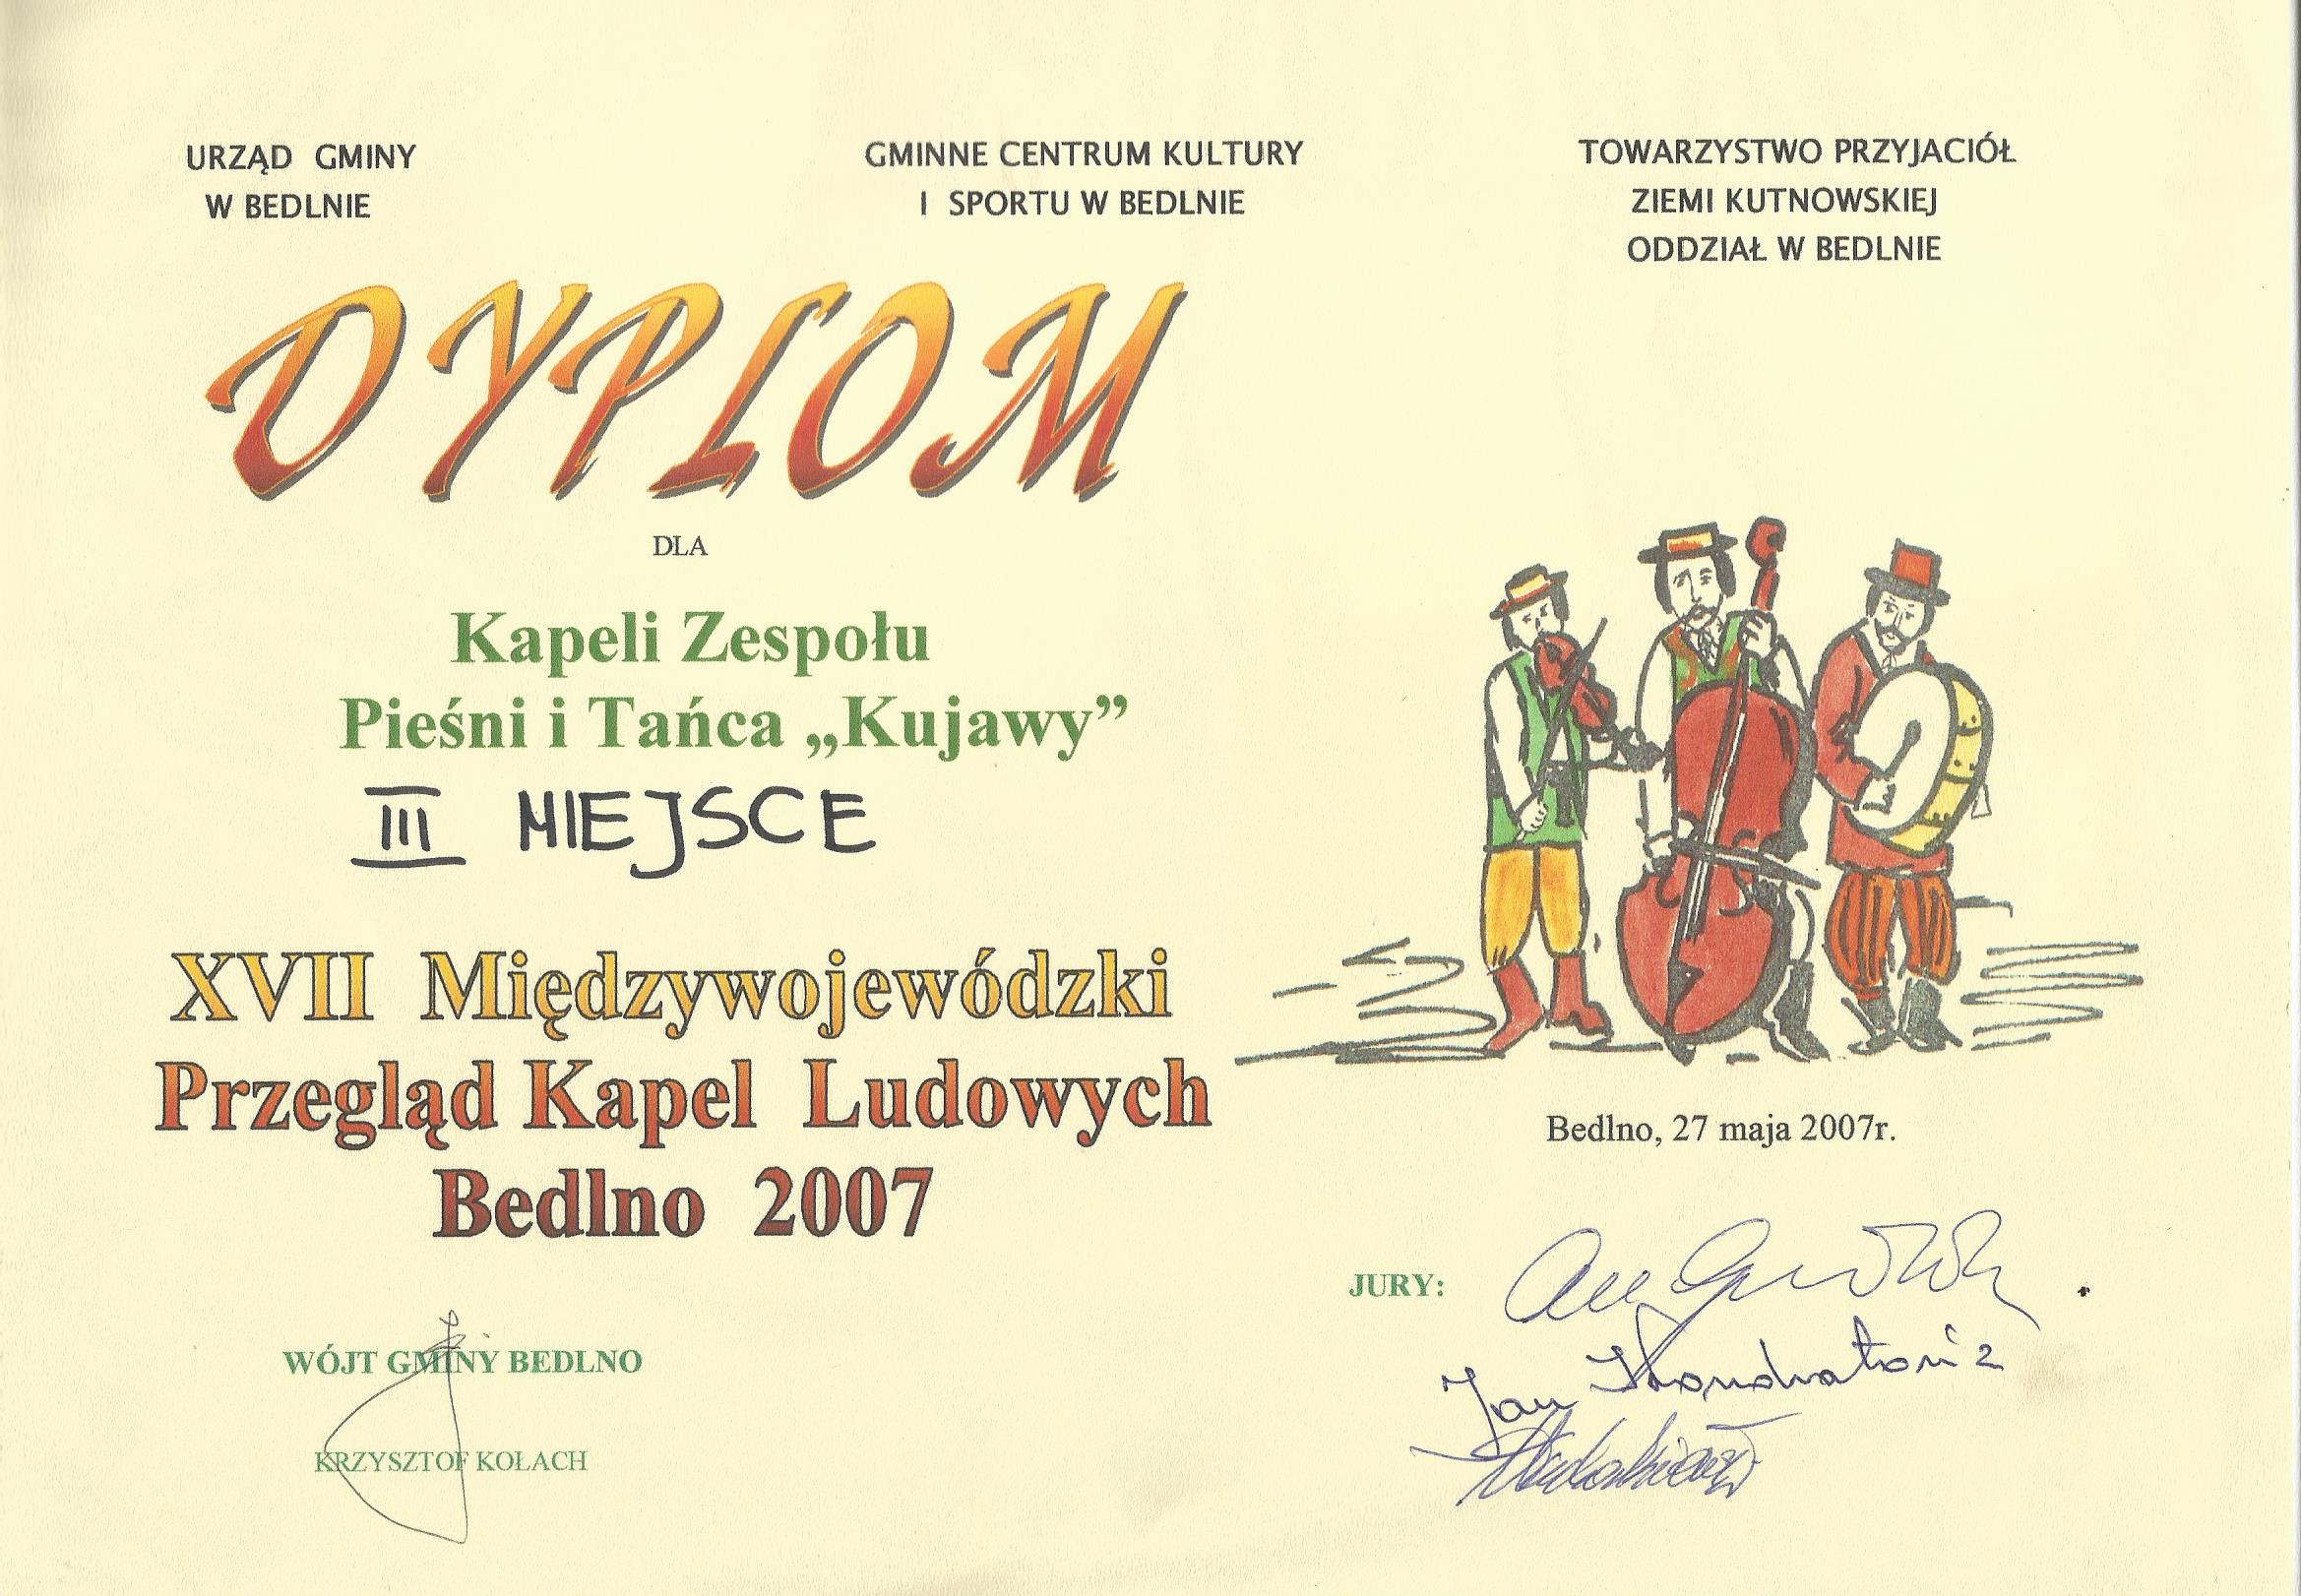 URZĄD GMINY
W BEDLNIE
GMINNE CENTRUM KULTURY
I SPORTU W BEDLNIE
TOWARZYSTWO PRZYJACIÓŁ
ZIEMI KUTNOWSKIEJ
ODDZIAŁ W BEDLNIE
DYPLOM
DLA
Kapeli Zespołu
Pieśni i Tańca „Kujawy”
III MIEJSCE
XVII Międzywojewódzki
Przegląd Kapel Ludowych
Bedlno 2007
Bedlno, 27 maja 2007r.
JURY:
Jan
WÓJT GMINY BEDLNO
KRZYSZTOF KOŁACH